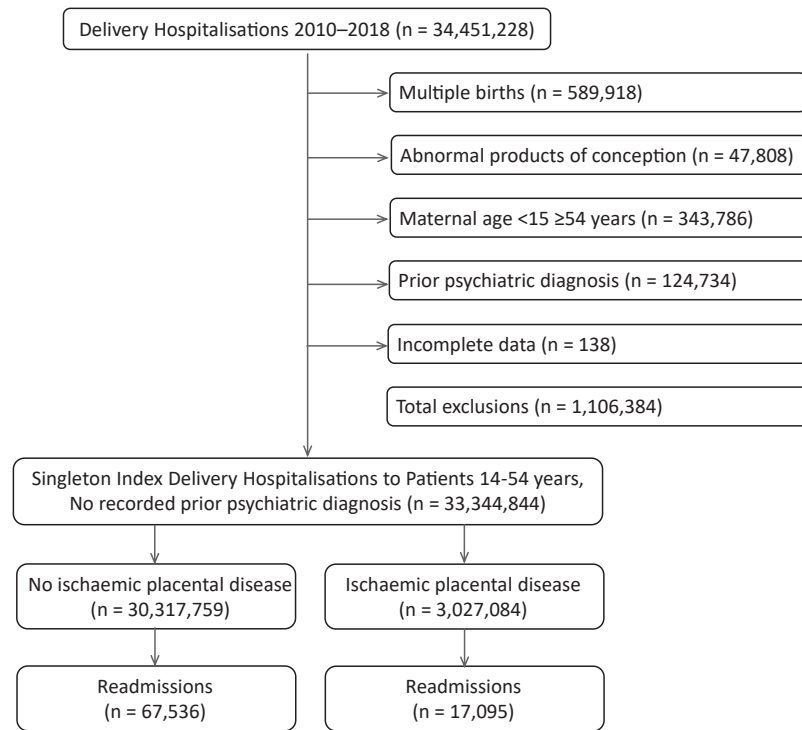 Delivery Hospitalisations 2010–2018 (n = 34,451,228)
Multiple births (n = 589,918)
Abnormal products of conception (n = 47,808)
Maternal age <15 ≥54 years (n = 343,786)
Prior psychiatric diagnosis (n = 124,734)
Incomplete data (n = 138)
Total exclusions (n = 1,106,384)
Singleton Index Delivery Hospitalisations to Patients 14-54 years,
No recorded prior psychiatric diagnosis (n = 33,344,844)
No ischaemic placental disease
(n = 30,317,759)
Ischaemic placental disease
(n = 3,027,084)
Readmissions
(n = 67,536)
Readmissions
(n = 17,095)